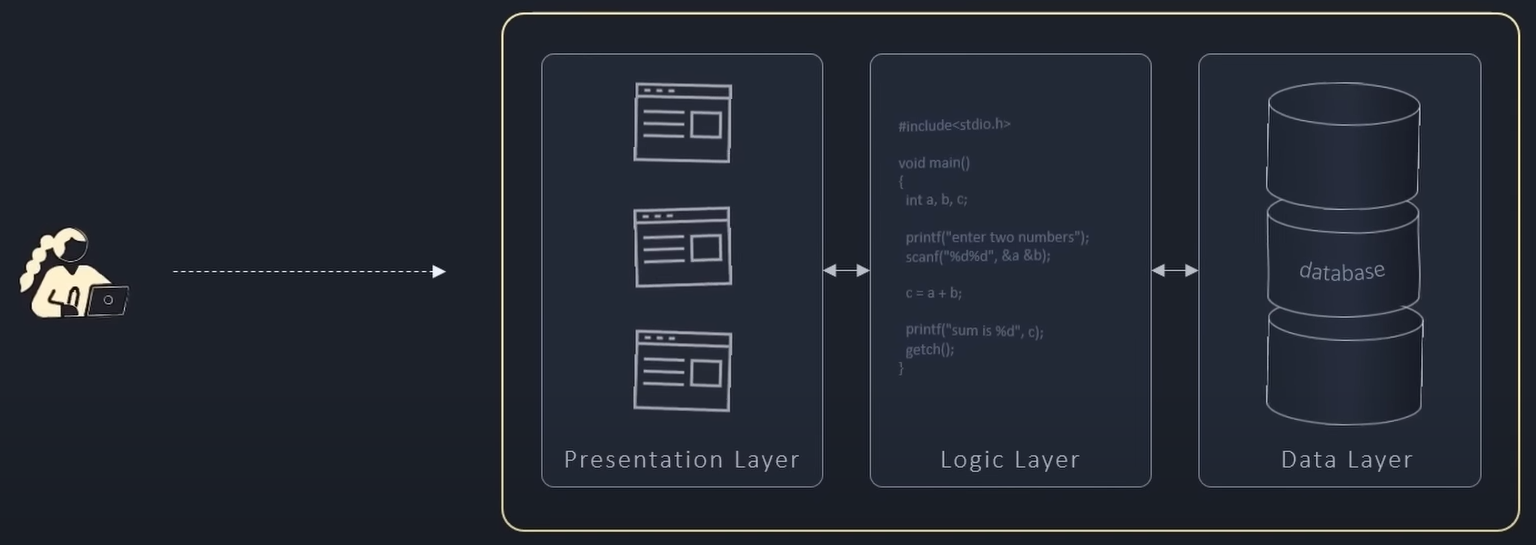 #include<stdio.h>
void main()
{
int a, b, c;
printf("enter two numbers");
scanf("%d%d", &a &b);
c = a + b;
printf("sum is %d", c);
getch();
}
database
Presentation Layer
Logic Layer
Data Layer